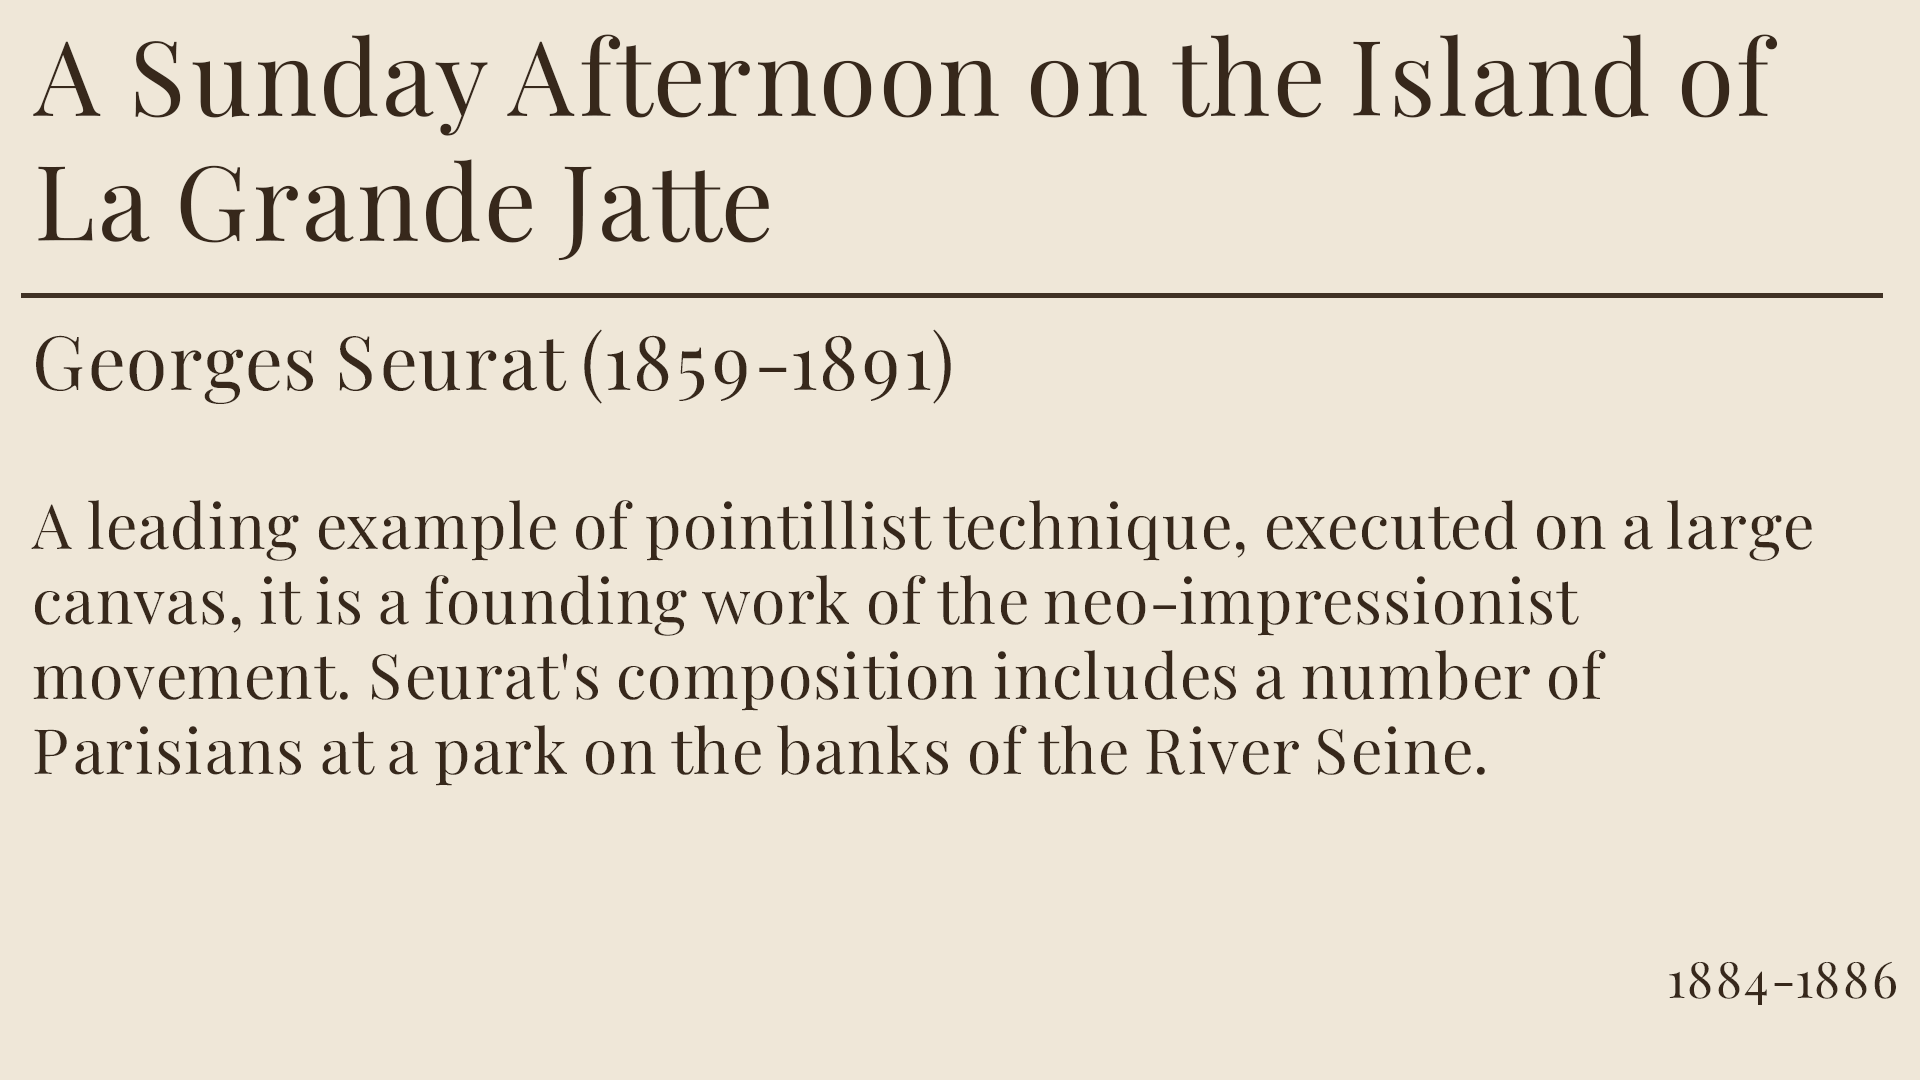 A Sunday Afternoon on the Island of
La Grande Jatte
Georges Seurat (1859-1891)
A leading example of pointillist technique, executed on a large
canvas, it is a founding work of the neo-impressionist
movement. Seurat's composition includes a number of
Parisians at a park on the banks of the River Seine.
1884-1886